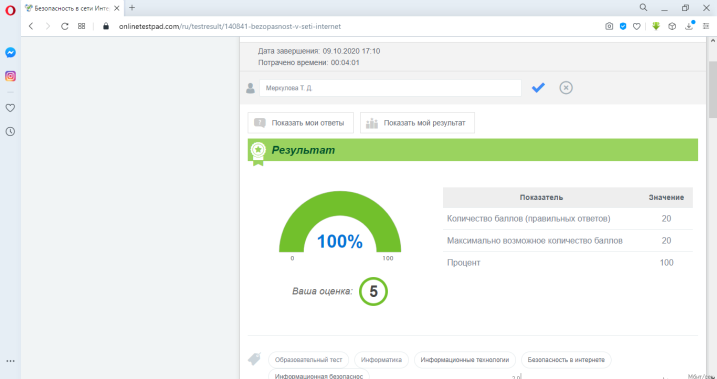 Безопасность в сети Инте
onlinetestpad.com/ru/testresult/140841-bezopasnost-v-seti-internet
Дата завершения: 09.10.2020 17:10
Потрачено времени: 00:04:01
Меркулова Т. Д
Показать мои ответы
Показать мой результат
Результат
Показатель Значение
Количество баллов (правильных ответов) 20
Максимально возможное количество баллов 20
Процент 100
100%
0 100
Ваша оценка: 5
Образовательный тест Информатика Информационные технологии Безопасность в интернете
Информационная безопаснос